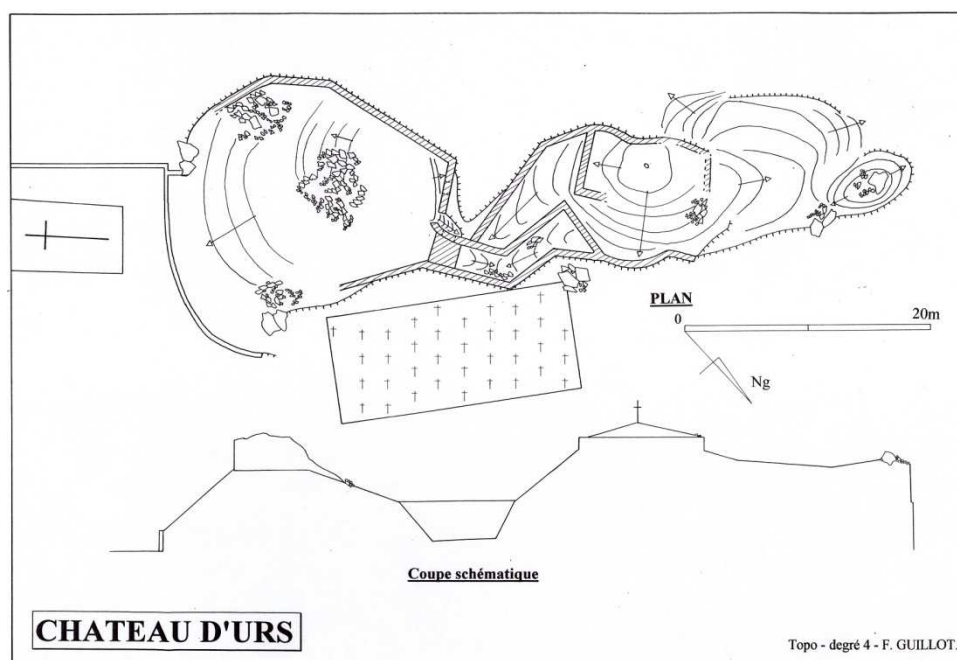 PLAN
0 20m
Ng
Coupe schématique
CHATEAU D'URS
Topo - degré 4 - F. GUILLOT.